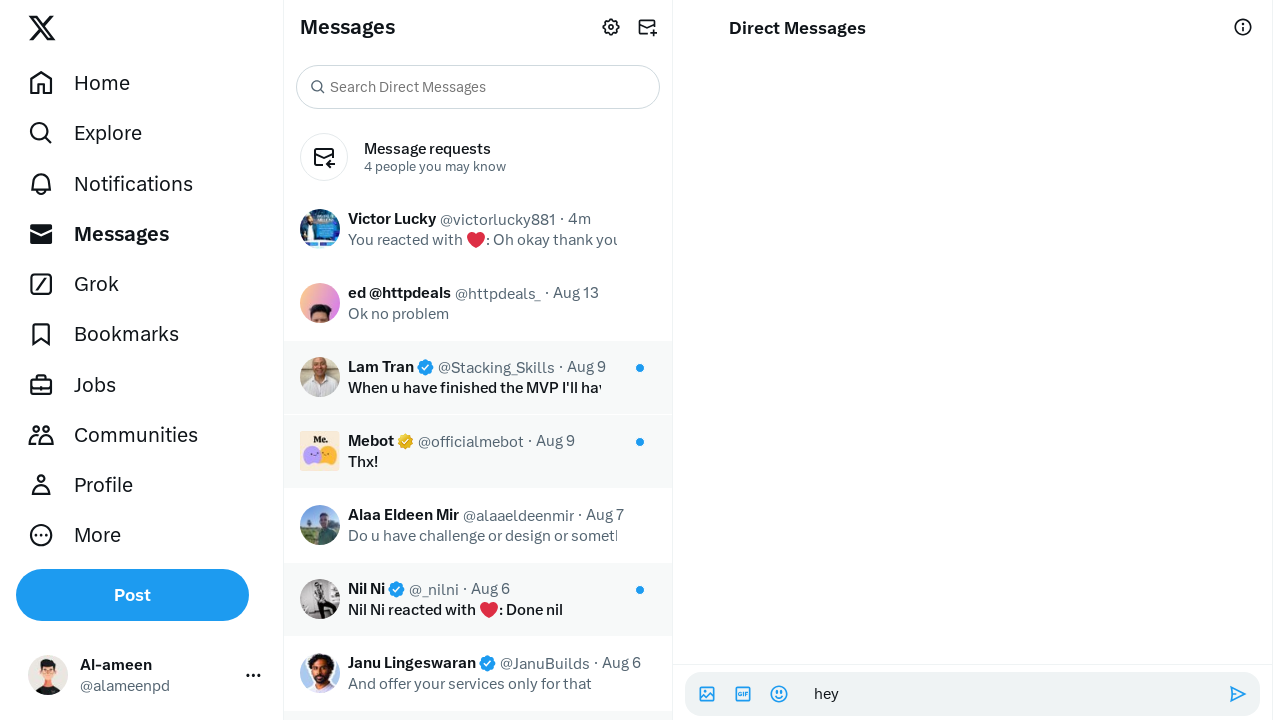 Home
Explore
Notifications
Messages
Grok
Bookmarks
Jobs
Communities
Profile
More
Post
Al-ameen
@alameenpd
Messages
Search Direct Messages
Message requests
4 people you may know
Victor Lucky @victorlucky881 · 4m
You reacted with ❤️: Oh okay thank you
ed @httpdeals @httpdeals_ · Aug 13
Ok no problem
Lam Tran @Stacking_Skills · Aug 9
When u have finished the MVP I'll hav
Me.
Mebot @officialmebot · Aug 9
Thx!
Alaa Eldeen Mir @alaaeldeenmir · Aug 7
Do u have challenge or design or someth
Nil Ni @_nilni · Aug 6
Nil Ni reacted with ❤️: Done nil
Janu Lingeswaran @JanuBuilds · Aug 6
And offer your services only for that
Direct Messages
GIF
hey